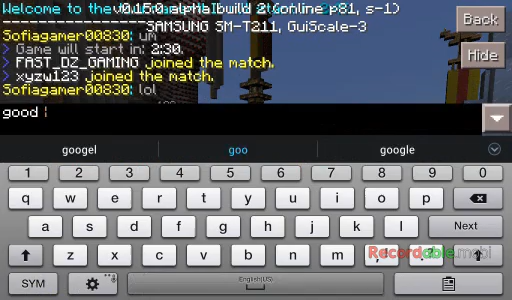 Welcome to the
v0.15.0 alpha(build 2 (online p81, s-1)
SAMSUNG SM-T211, GuiScale-3
Sofiagamer00830: um
> Game will start in: 2:30.
> FAST_DZ_GAMING joined the match.
> xyzw123 joined the match.
Sofiagamer00830: lol
Back
Hide
good
googel goo google
1 2 3 4 5 6 7 8 9 0
q w e r t y u i o p
a s d f g h j k l Next
z x c v b n m , . ?
Recordable.mobi
SYM English(US)